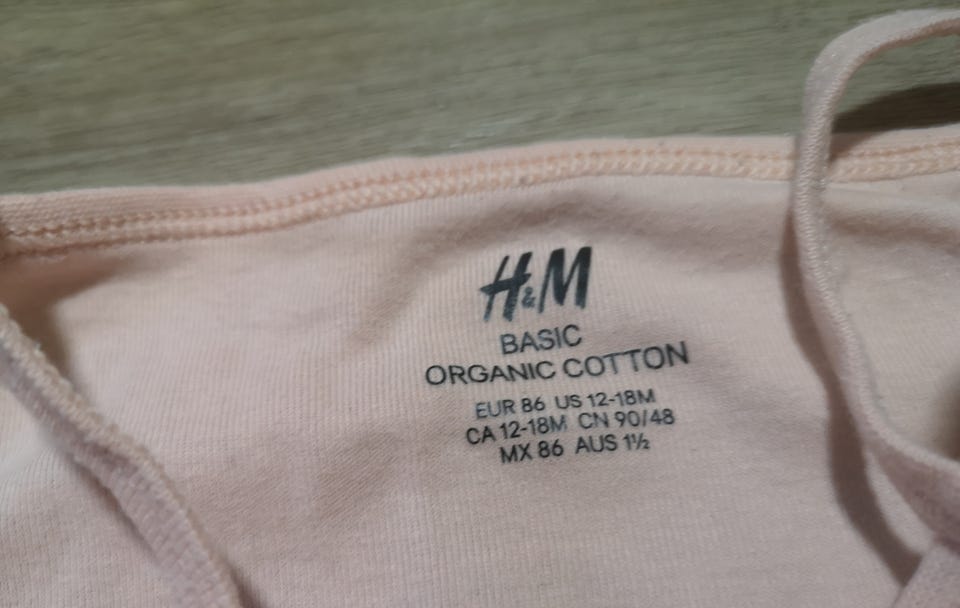 H&M
BASIC
ORGANIC COTTON
EUR 86 US 12-18M
CA 12-18M CN 90/48
MX 86 AUS 1½